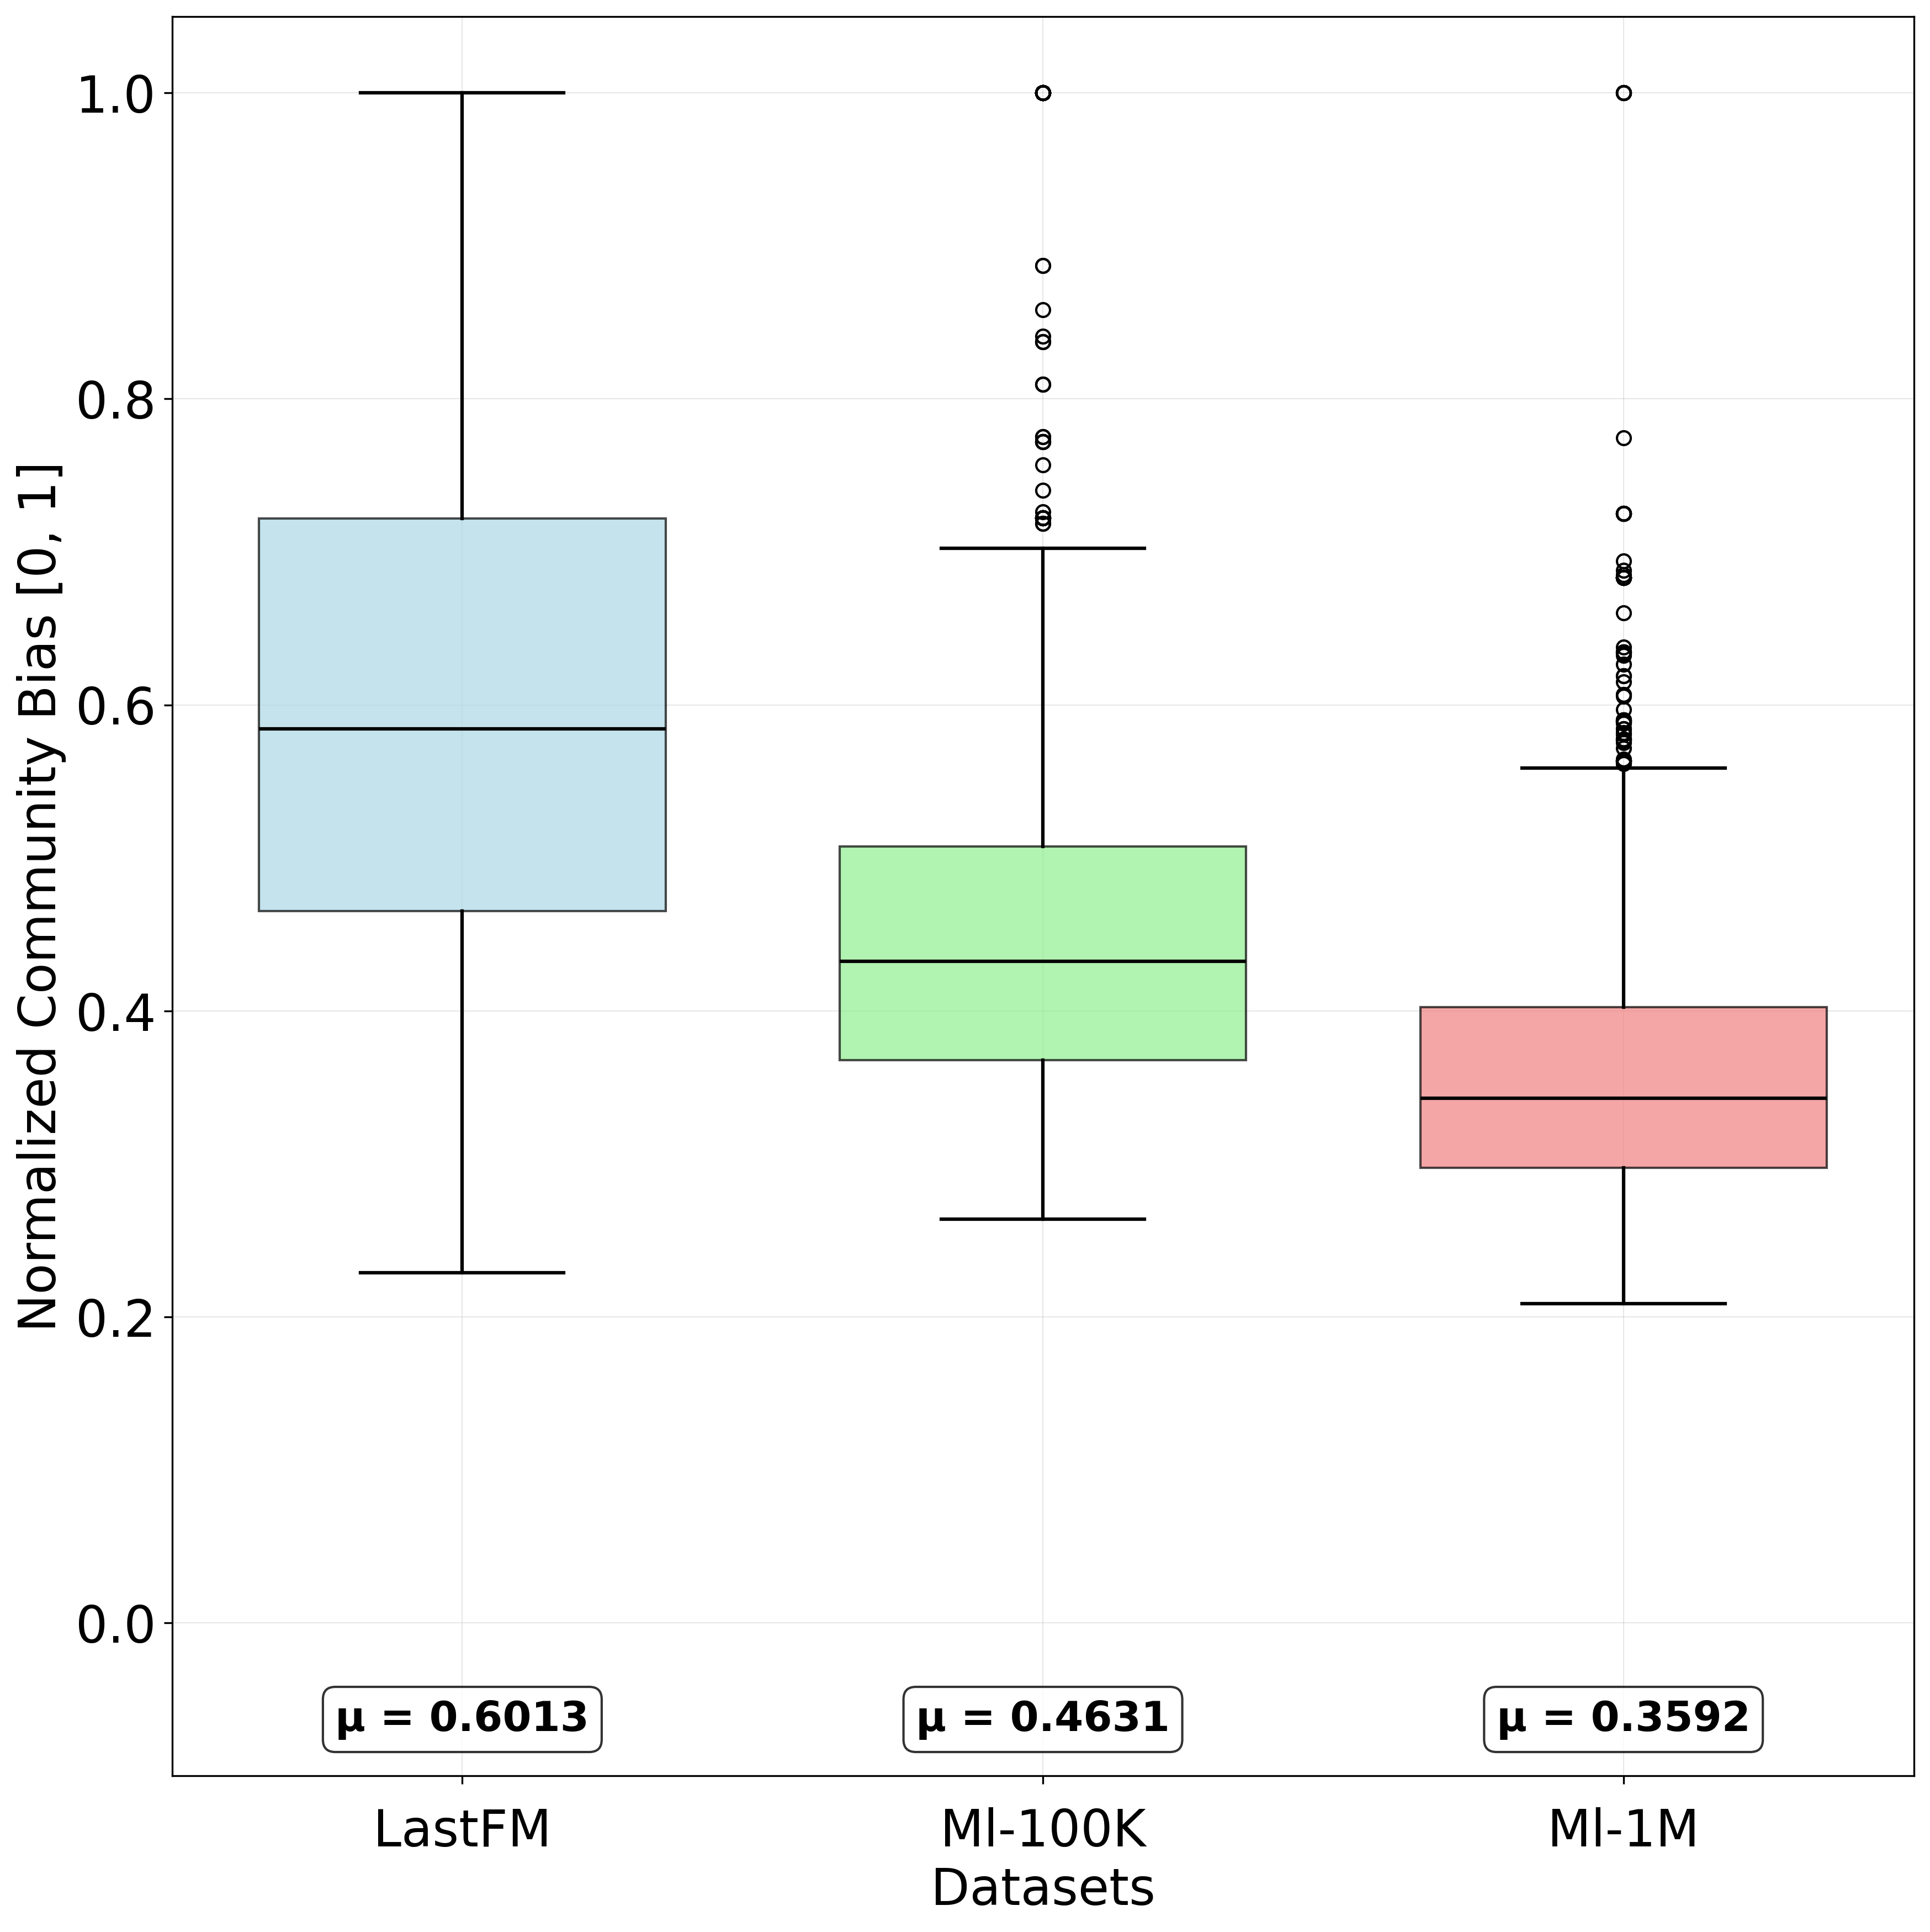 Normalized Community Bias [0, 1]
1.0
0.8
0.6
0.4
0.2
0.0
μ = 0.6013
μ = 0.4631
μ = 0.3592
LastFM
Ml-100K
Ml-1M
Datasets